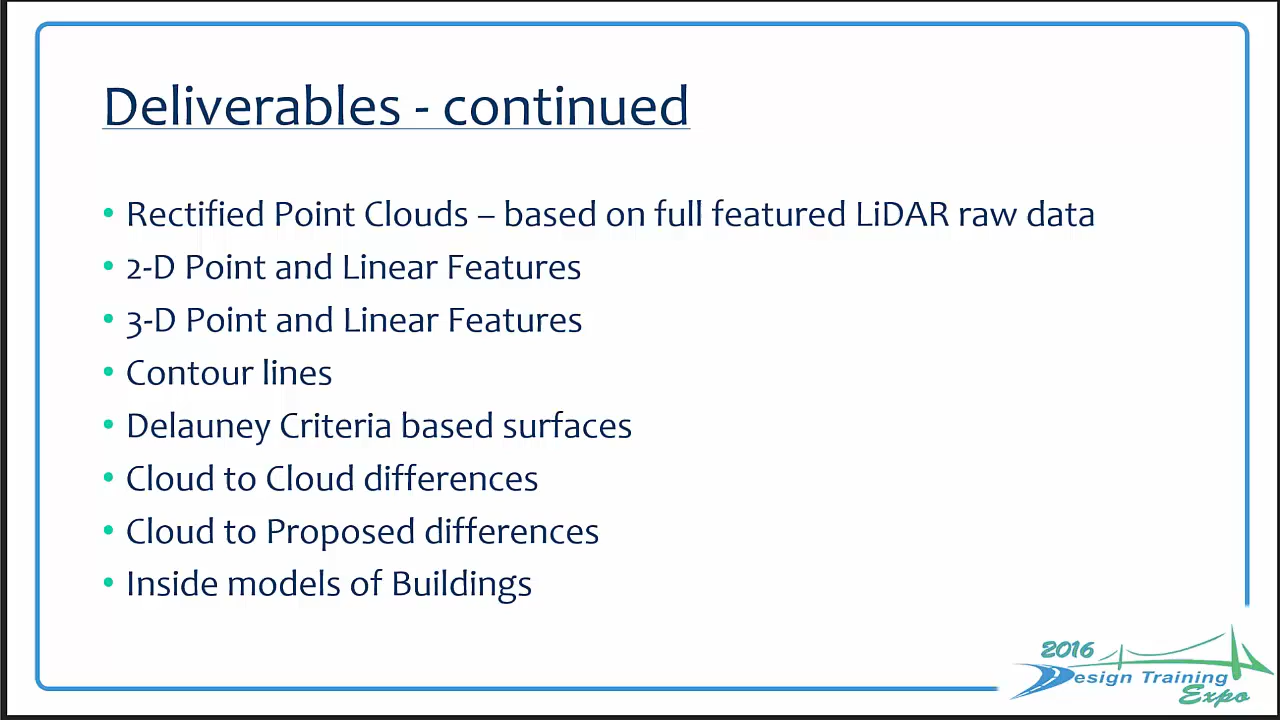 Deliverables - continued
• Rectified Point Clouds – based on full featured LiDAR raw data
• 2-D Point and Linear Features
• 3-D Point and Linear Features
• Contour lines
• Delauney Criteria based surfaces
• Cloud to Cloud differences
• Cloud to Proposed differences
• Inside models of Buildings
2016
Design Training
Expo